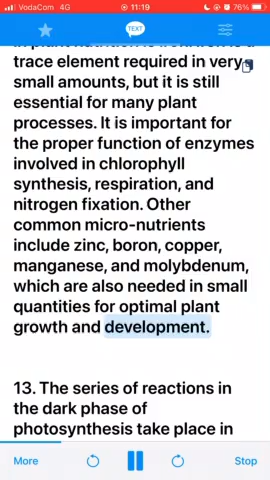 VodaCom 4G
11:19
76%
TEXT
trace element required in very
small amounts, but it is still
essential for many plant
processes. It is important for
the proper function of enzymes
involved in chlorophyll
synthesis, respiration, and
nitrogen fixation. Other
common micro-nutrients
include zinc, boron, copper,
manganese, and molybdenum,
which are also needed in small
quantities for optimal plant
growth and development.
13. The series of reactions in
the dark phase of
photosynthesis take place in
More
Stop